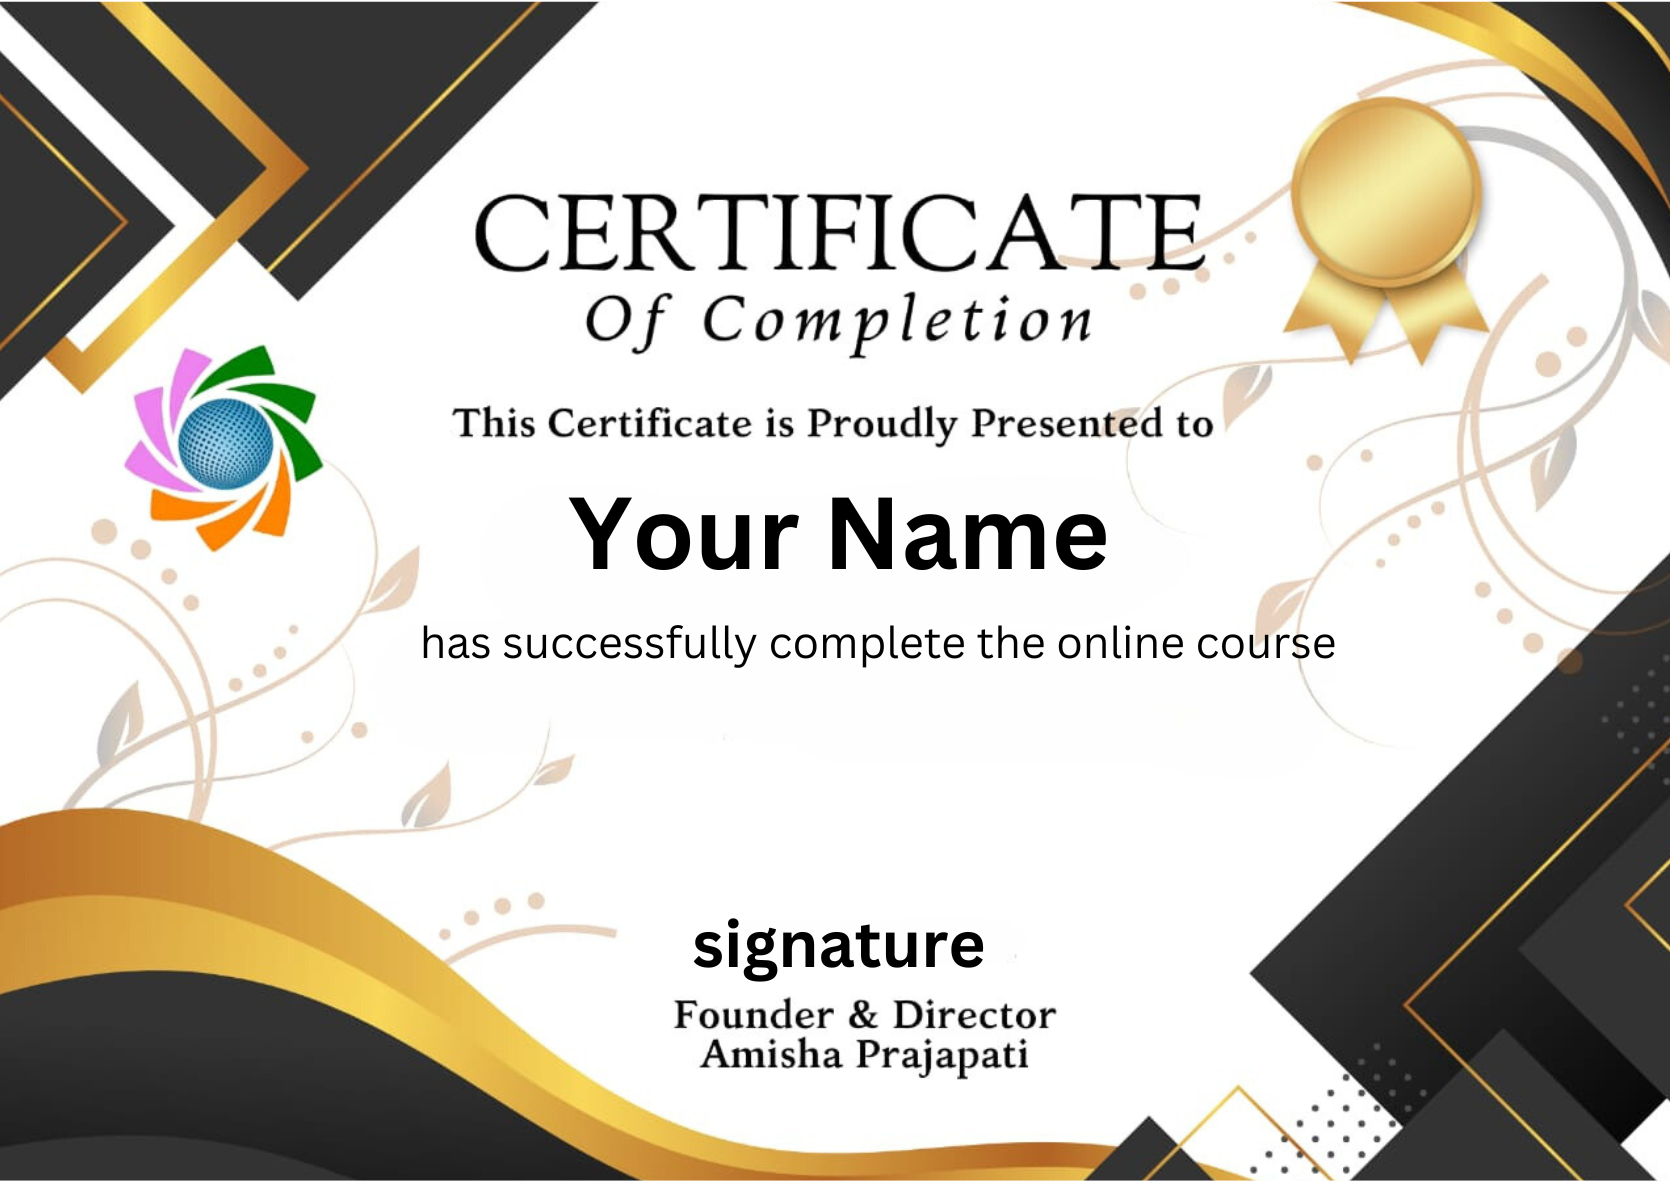 CERTIFICATE
Of Completion
This Certificate is Proudly Presented to
Your Name
has successfully complete the online course
signature
Founder & Director
Amisha Prajapati